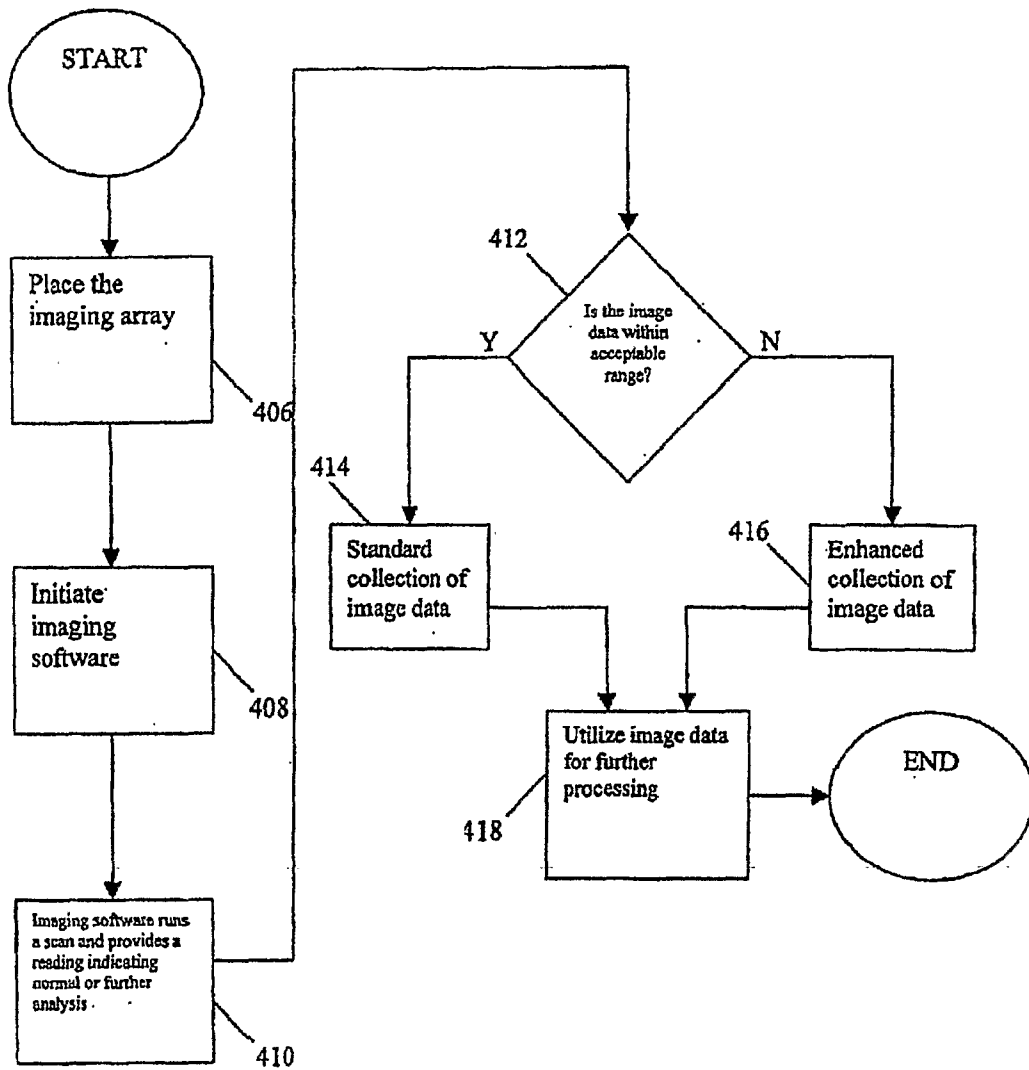 START
Place the
imaging array
406
Initiate
imaging
software
408
Imaging software runs
a scan and provides a
reading indicating
normal or further
analysis
410
412
Is the image
data within
acceptable
range?
Y
N
414
Standard
collection of
image data
416
Enhanced
collection of
image data
Utilize image data
for further
processing
418
END